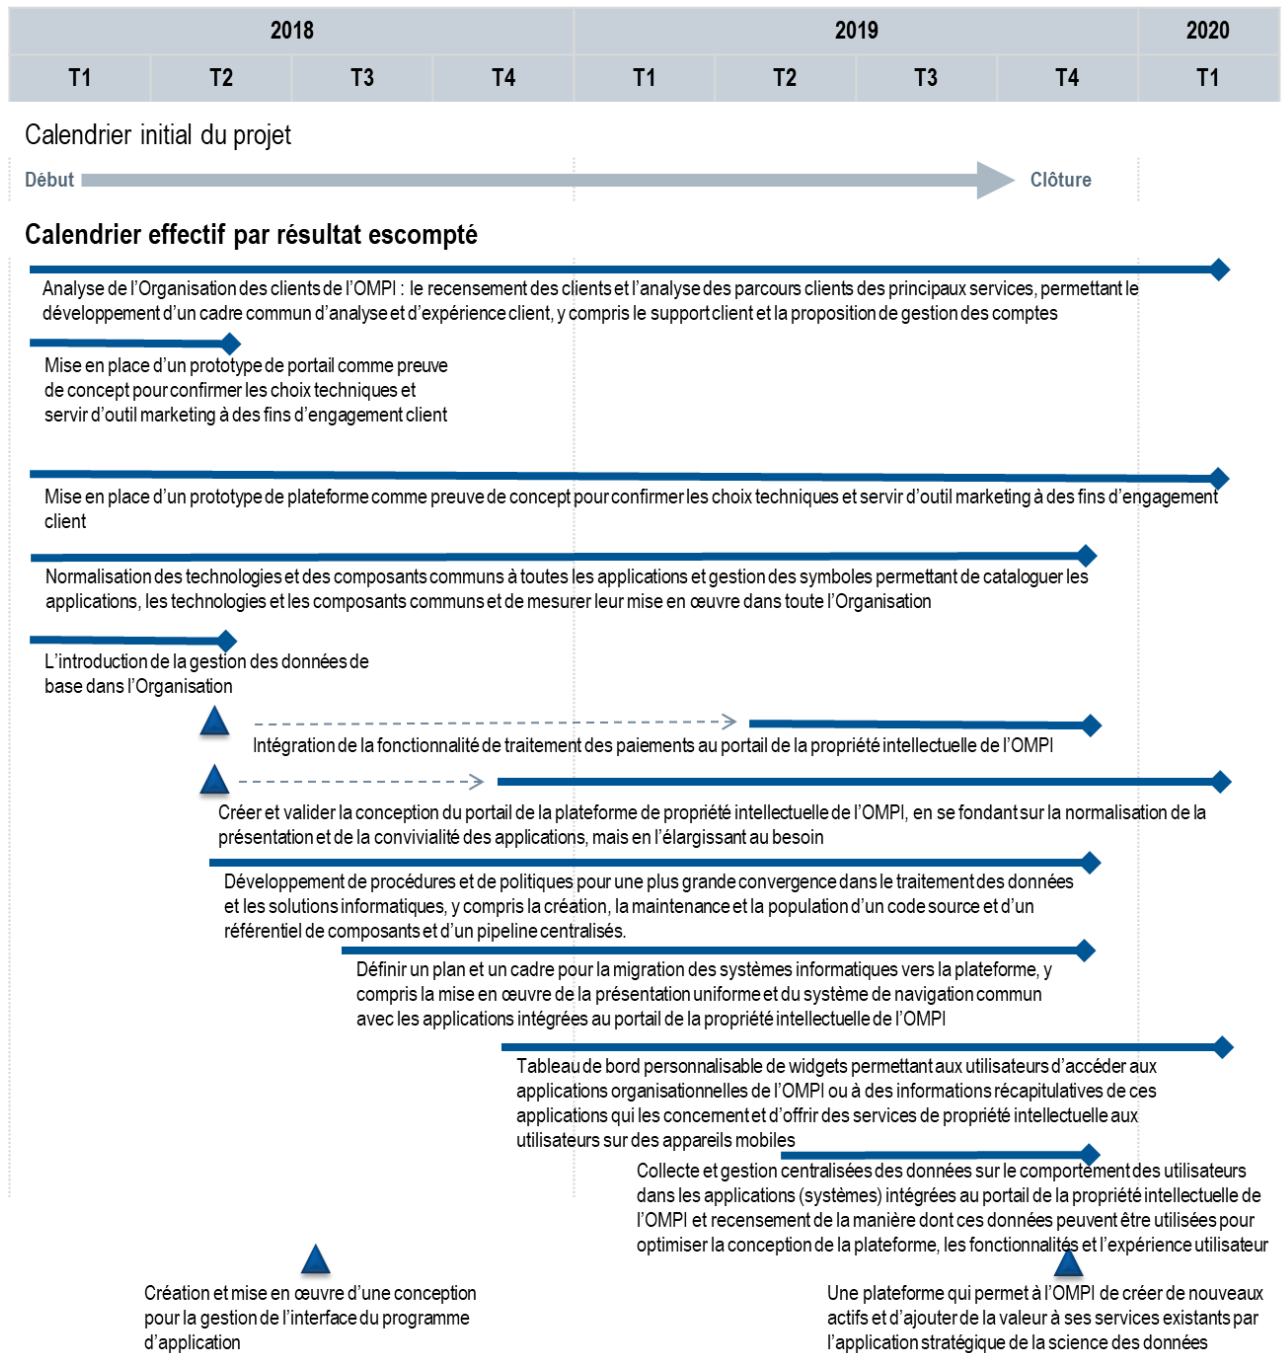 2018 2019 2020
T1 T2 T3 T4 T1 T2 T3 T4 T1
Calendrier initial du projet
Début Clôture
Calendrier effectif par résultat escompté
Analyse de l’Organisation des clients de l’OMPI : le recensement des clients et l’analyse des parcours clients des principaux services, permettant le
développement d’un cadre commun d’analyse et d’expérience client, y compris le support client et la proposition de gestion des comptes
Mise en place d’un prototype de portail comme preuve
de concept pour confirmer les choix techniques et
servir d’outil marketing à des fins d’engagement client
Mise en place d’un prototype de plateforme comme preuve de concept pour confirmer les choix techniques et servir d’outil marketing à des fins d’engagement
client
Normalisation des technologies et des composants communs à toutes les applications et gestion des symboles permettant de cataloguer les
applications, les technologies et les composants communs et de mesurer leur mise en œuvre dans toute l’Organisation
L’introduction de la gestion des données de
base dans l’Organisation
Intégration de la fonctionnalité de traitement des paiements au portail de la propriété intellectuelle de l’OMPI
Créer et valider la conception du portail de la plateforme de propriété intellectuelle de l’OMPI, en se fondant sur la normalisation de la
présentation et de la convivialité des applications, mais en l’élargissant au besoin
Développement de procédures et de politiques pour une plus grande convergence dans le traitement des données
et les solutions informatiques, y compris la création, la maintenance et la population d’un code source et d’un
référentiel de composants et d’un pipeline centralisés.
Définir un plan et un cadre pour la migration des systèmes informatiques vers la plateforme, y
compris la mise en œuvre de la présentation uniforme et du système de navigation commun
avec les applications intégrées au portail de la propriété intellectuelle de l’OMPI
Tableau de bord personnalisable de widgets permettant aux utilisateurs d’accéder aux
applications organisationnelles de l’OMPI ou à des informations récapitulatives de ces
applications qui les concernent et d’offrir des services de propriété intellectuelle aux
utilisateurs sur des appareils mobiles
Collecte et gestion centralisées des données sur le comportement des utilisateurs
dans les applications (systèmes) intégrées au portail de la propriété intellectuelle de
l’OMPI et recensement de la manière dont ces données peuvent être utilisées pour
optimiser la conception de la plateforme, les fonctionnalités et l’expérience utilisateur
Création et mise en œuvre d’une conception
pour la gestion de l’interface du programme
d’application
Une plateforme qui permet à l’OMPI de créer de nouveaux
actifs et d’ajouter de la valeur à ses services existants par
l’application stratégique de la science des données